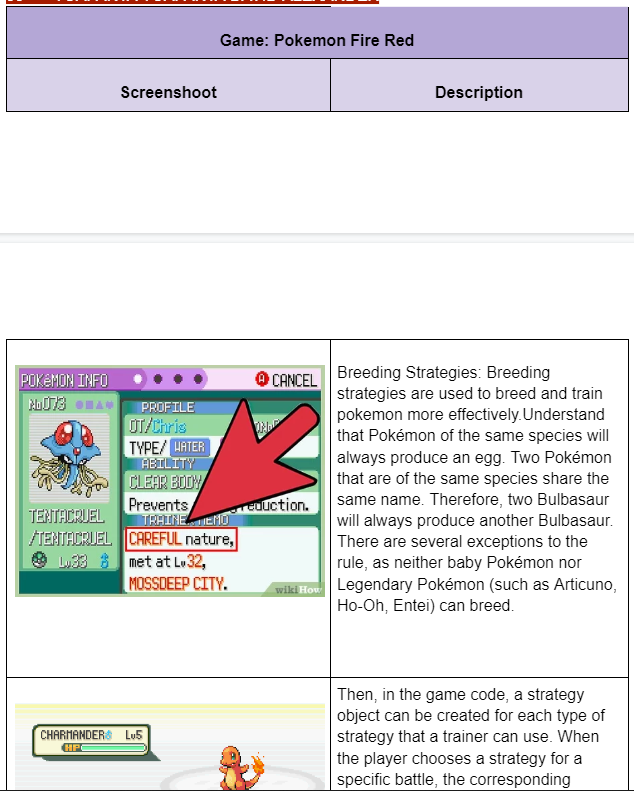 Game: Pokemon Fire Red
Screenshoot
Description
POKéMON INFO
A CANCEL
No073
PROFILE
OT/Chris
TYPE/ WATER
ABILITY
CLEAR BODY
Prevents
eduction.
TENTACRUEL
/TENTACRUEL
Lv33 ♂
CAREFUL nature,
met at Lv32,
MOSSDEEP CITY.
wikiHow
Breeding Strategies: Breeding
strategies are used to breed and train
pokemon more effectively.Understand
that Pokémon of the same species will
always produce an egg. Two Pokémon
that are of the same species share the
same name. Therefore, two Bulbasaur
will always produce another Bulbasaur.
There are several exceptions to the
rule, as neither baby Pokémon nor
Legendary Pokémon (such as Articuno,
Ho-Oh, Entei) can breed.
CHARMANDER♂ Lv5
HP
Then, in the game code, a strategy
object can be created for each type of
strategy that a trainer can use. When
the player chooses a strategy for a
specific battle, the corresponding